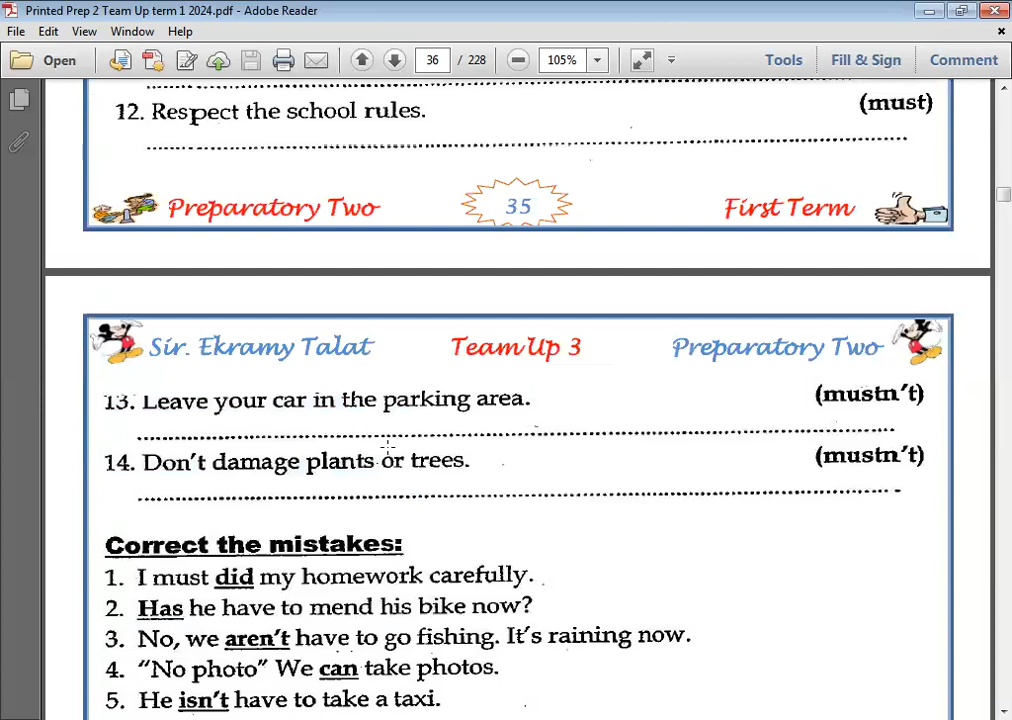 Printed Prep 2 Team Up term 1 2024.pdf - Adobe Reader
File Edit View Window Help
Open 36 / 228 105% Tools Fill & Sign Comment
12. Respect the school rules. (must)
Preparatory Two 35 First Term
Sir. Ekramy Talat Team Up 3 Preparatory Two
13. Leave your car in the parking area. (mustn't)
14. Don't damage plants or trees. (mustn't)
Correct the mistakes:
1. I must did my homework carefully.
2. Has he have to mend his bike now?
3. No, we aren't have to go fishing. It's raining now.
4. "No photo" We can take photos.
5. He isn't have to take a taxi.